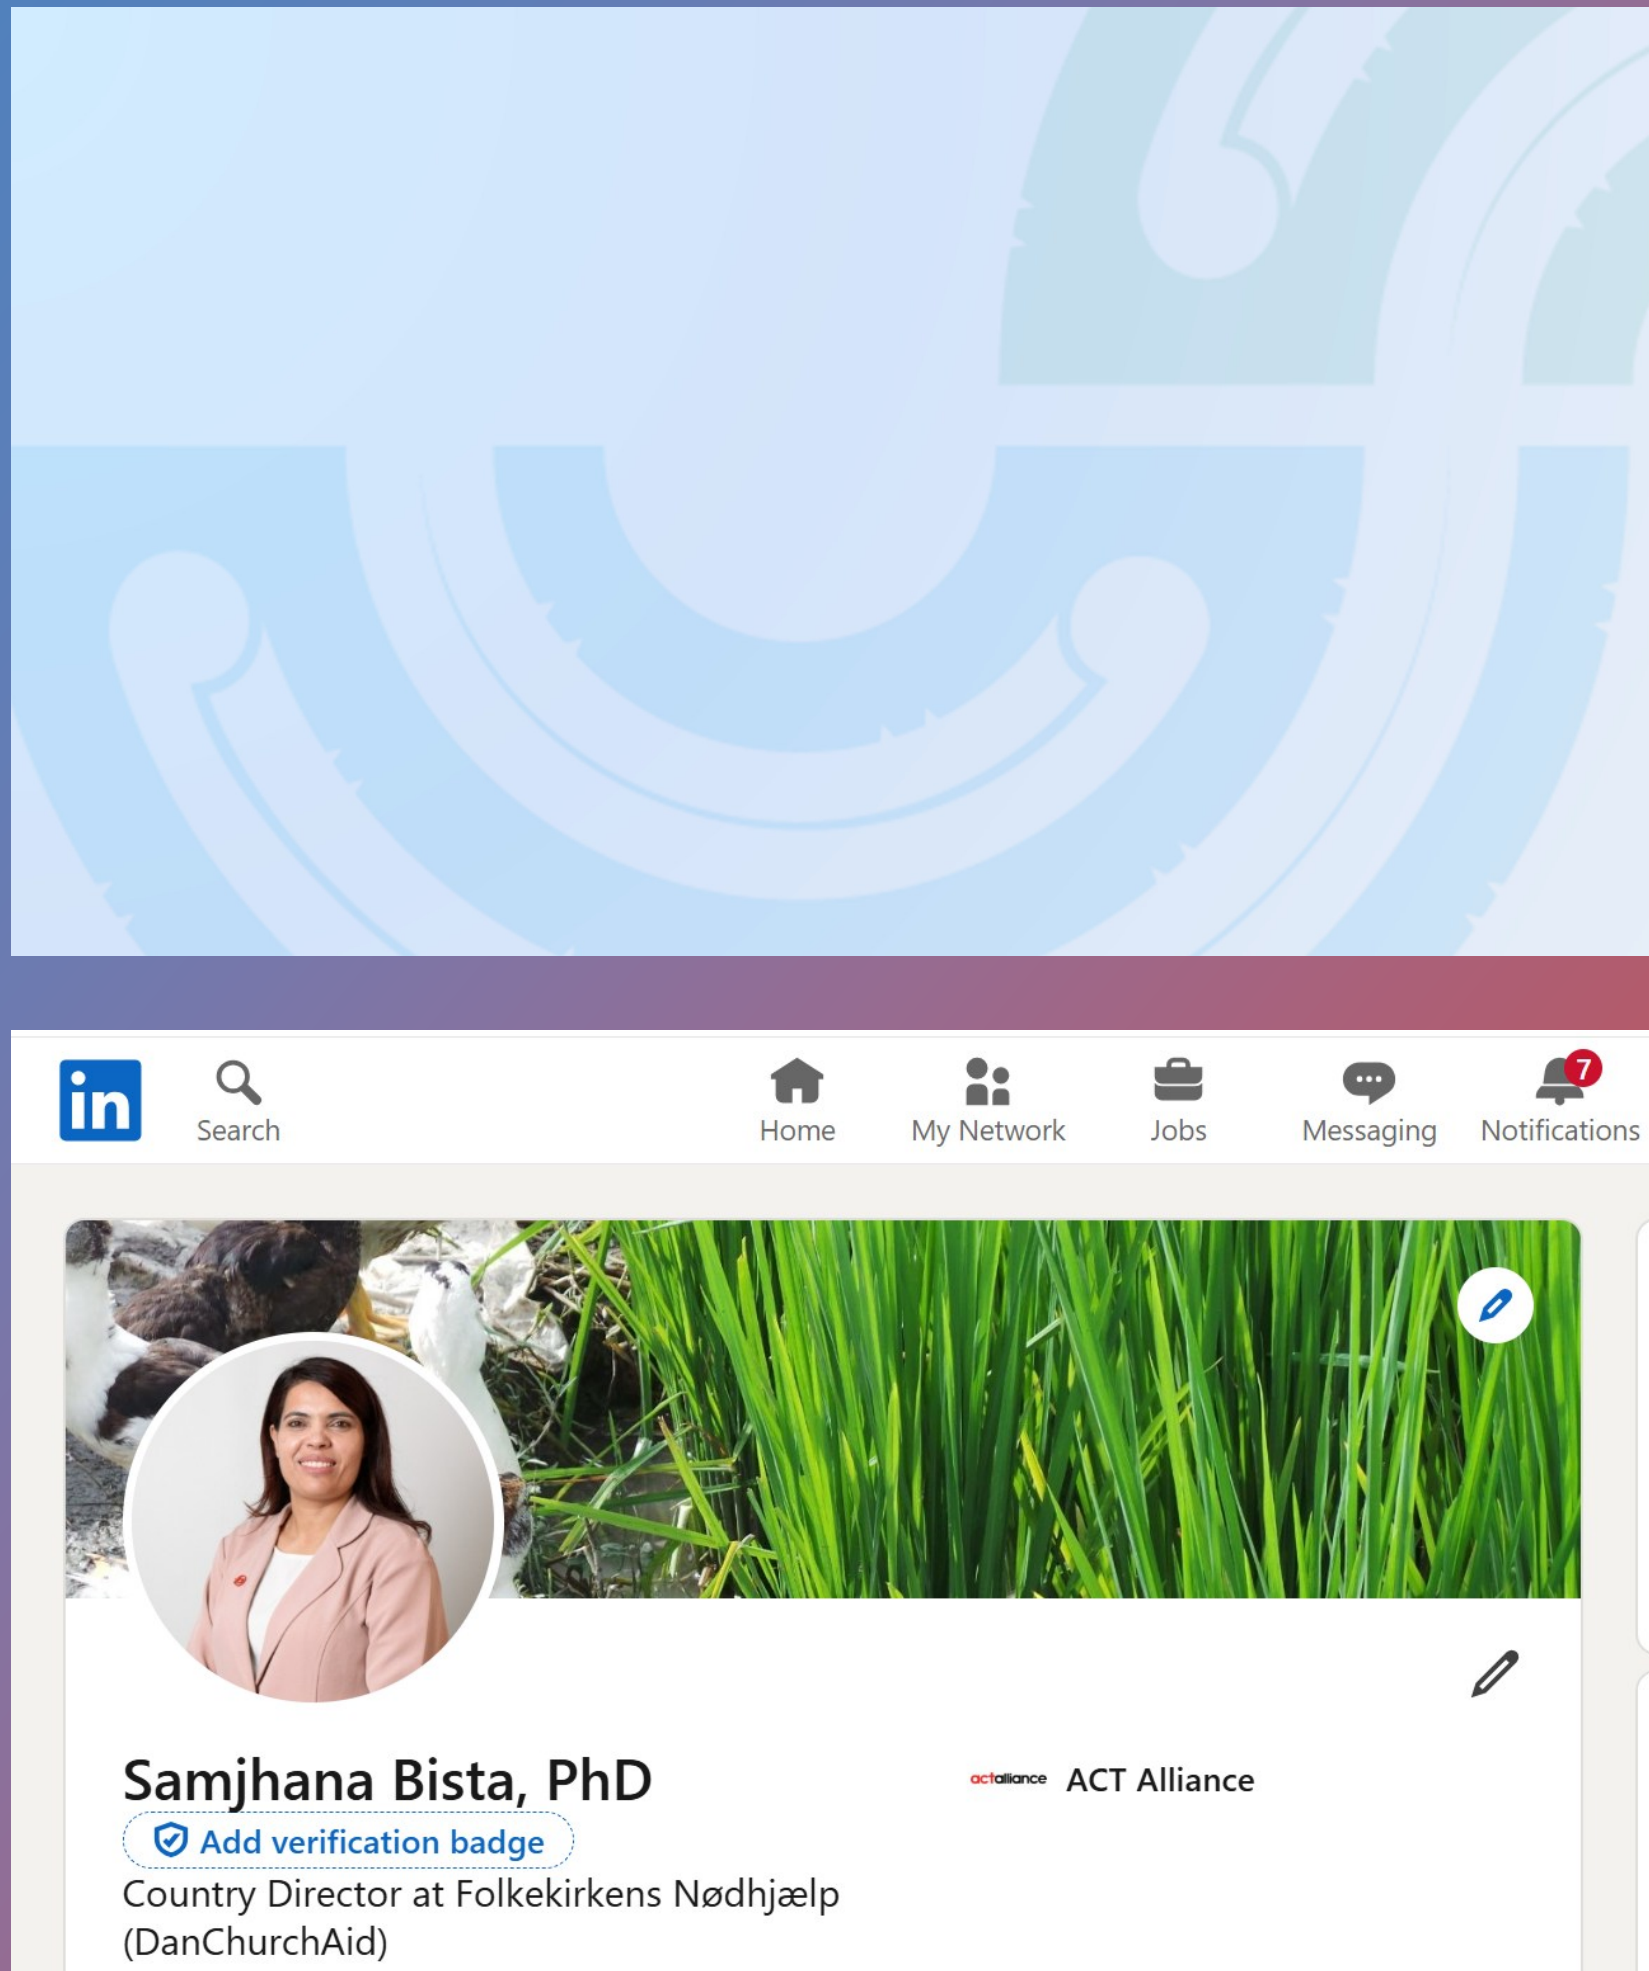 in
Search
Home
My Network
Jobs
Messaging
7
Notifications
Samjhana Bista, PhD
actalliance ACT Alliance
Add verification badge
Country Director at Folkekirkens Nødhjælp
(DanChurchAid)